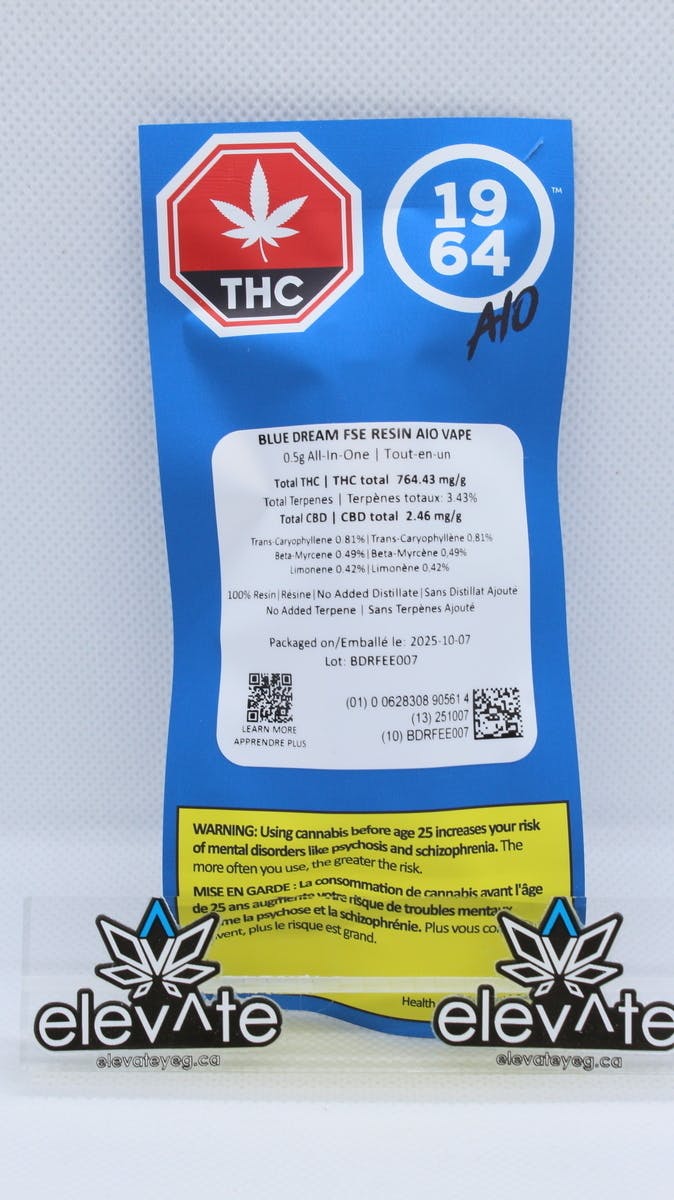 THC
19
64
TM
AIO
BLUE DREAM FSE RESIN AIO VAPE
0.5g All-In-One | Tout-en-un
Total THC | THC total 764.43 mg/g
Total Terpenes | Terpènes totaux: 3.43%
Total CBD | CBD total 2.46 mg/g
Trans-Caryophyllene 0.81%|Trans-Caryophyllène 0.81%
Beta-Myrcene 0.49%|Beta-Myrcène 0,49%
Limonene 0.42%|Limonène 0,42%
100% Resin|Résine|No Added Distillate|Sans Distillat Ajouté
No Added Terpene | Sans Terpènes Ajouté
Packaged on/Emballé le: 2025-10-07
Lot: BDRFEE007
LEARN MORE
APPRENDRE PLUS
(01) 0 0628308 90561 4
(13) 251007
(10) BDRFEE007
WARNING: Using cannabis before age 25 increases your risk
of mental disorders like psychosis and schizophrenia. The
more often you use, the greater the risk.
MISE EN GARDE : La consommation de cannabis avant l'âge
de 25 ans augmente votre risque de troubles mentaux
la psychose et la schizophrénie. Plus vous
plus le risque est grand.
Health
elev^te
elevateyeg.ca
elev^te
elevateyeg.ca